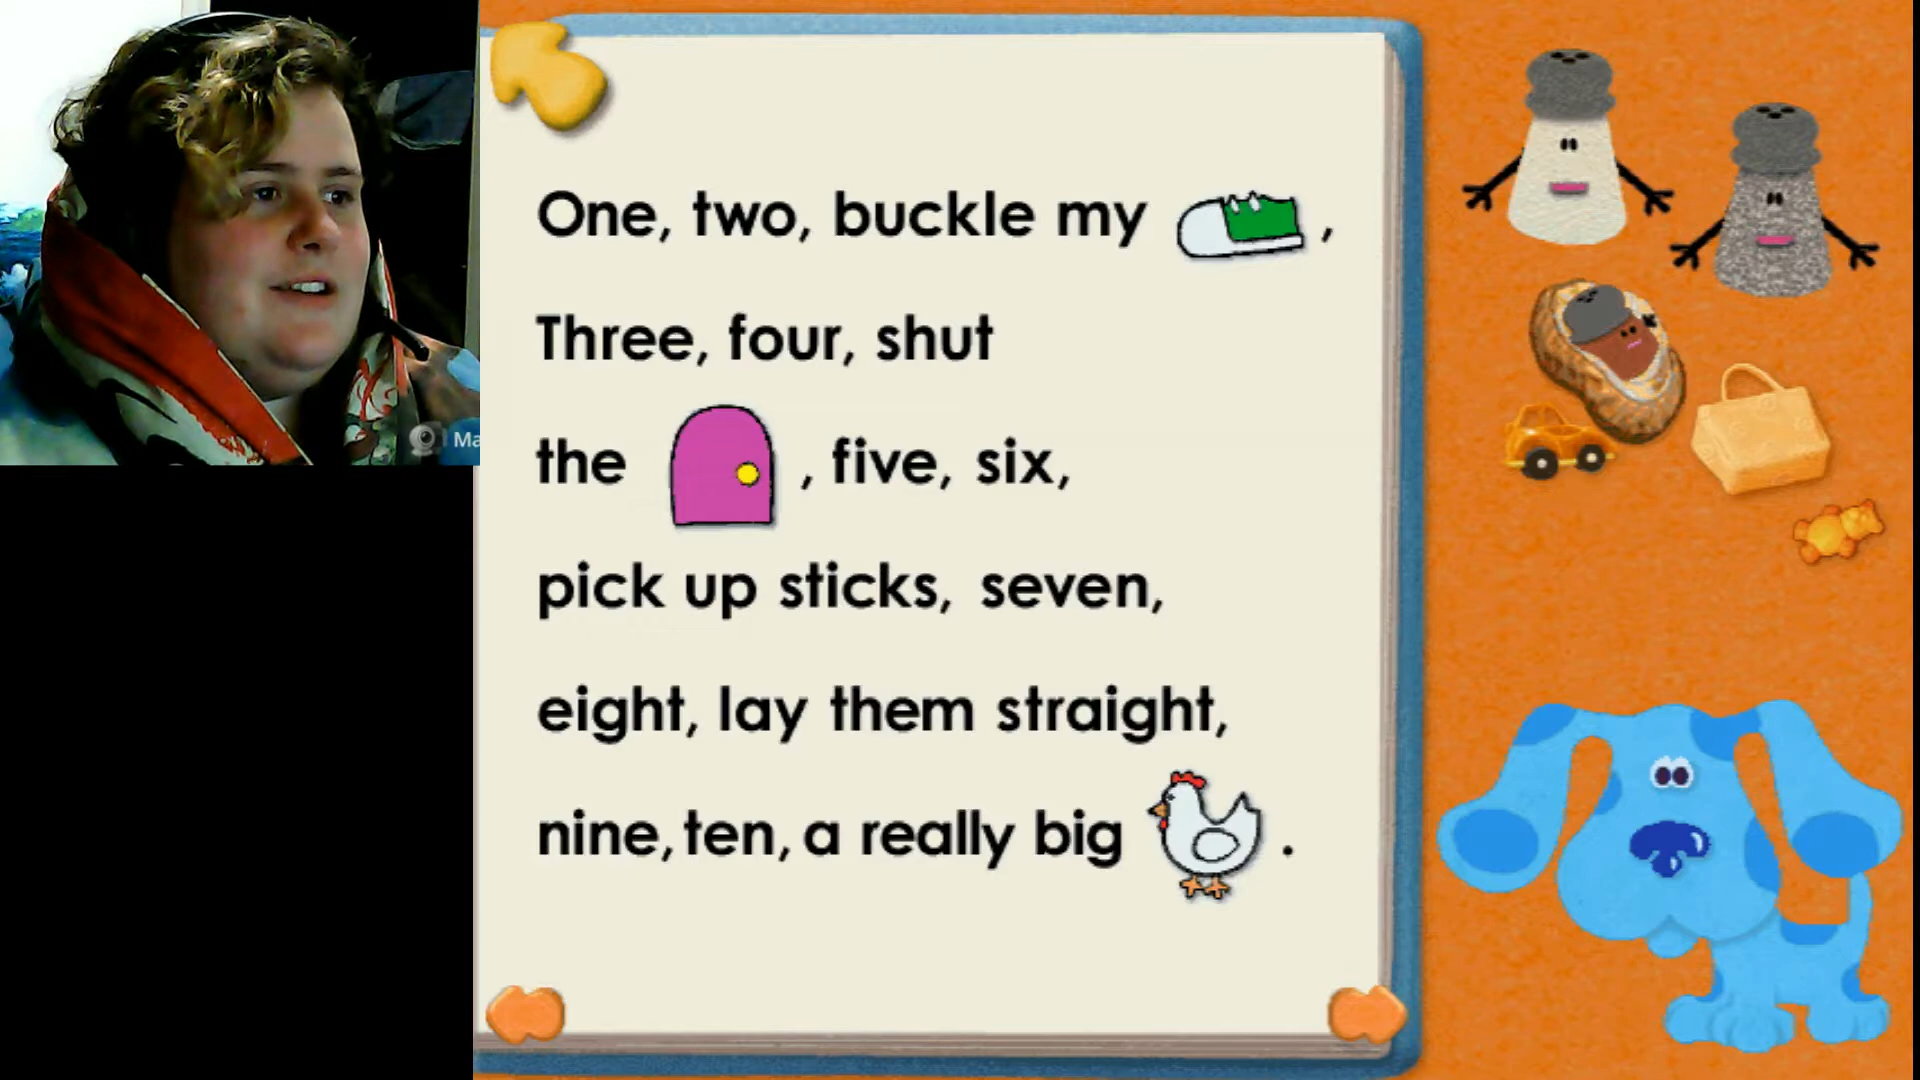 One, two, buckle my ,
Three, four, shut
the , five, six,
pick up sticks, seven,
eight, lay them straight,
nine, ten, a really big .
Ma